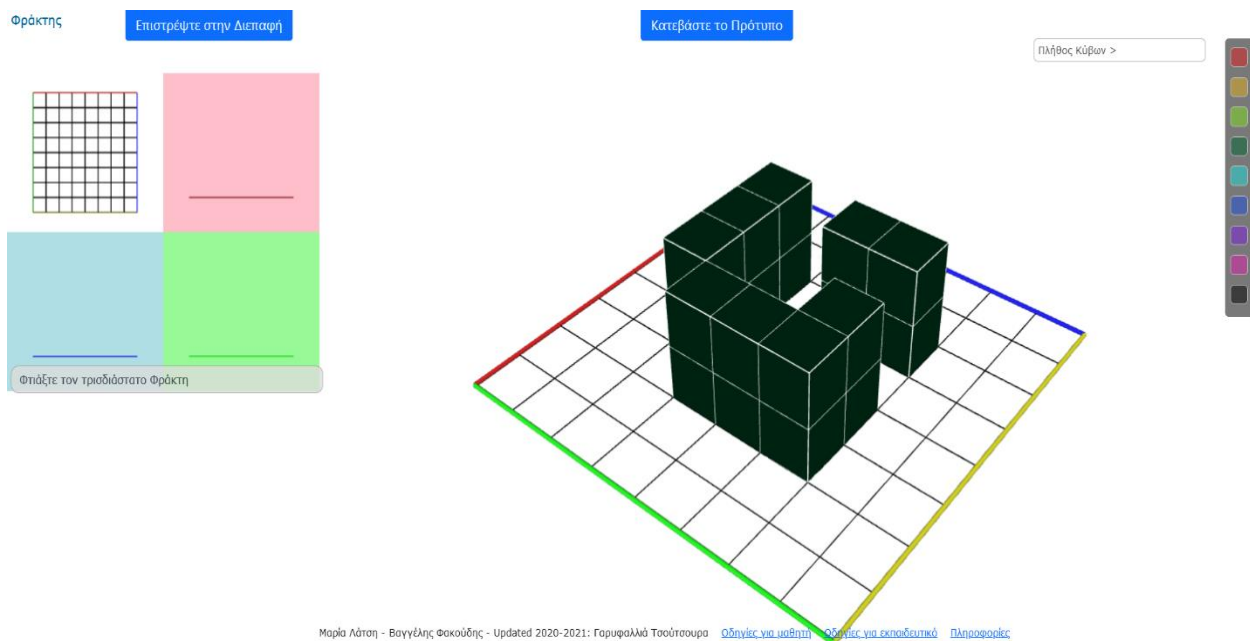 Φράκτης
Επιστρέψτε στην Διεπαφή
Κατεβάστε το Πρότυπο
Πλήθος Κύβων >
Φτιάξτε τον τρισδιάστατο Φράκτη
Μαρία Λάτση - Βαγγέλης Φακούδης - Updated 2020-2021: Γαρυφαλλιά Τσούτσουρα Οδηγίες για μαθητή Οδηγίες για εκπαιδευτικό Πληροφορίες